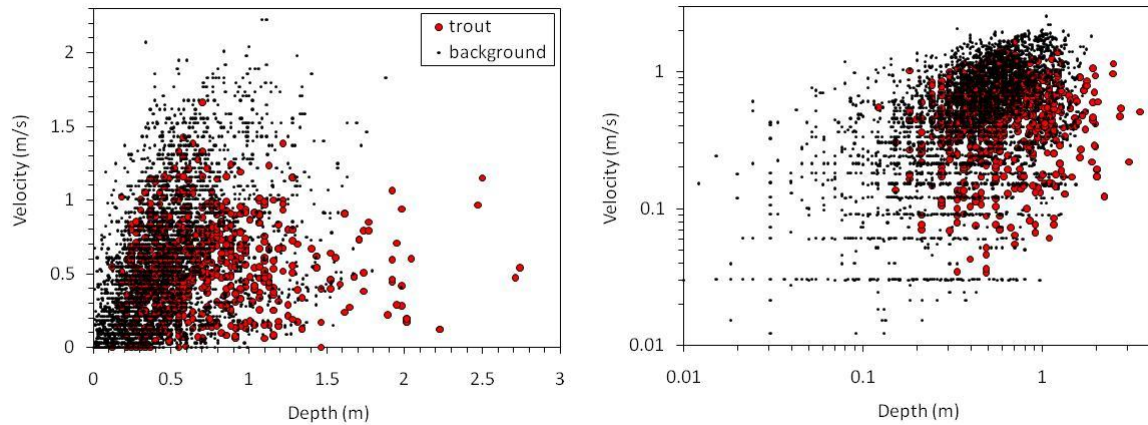 trout
background
Velocity (m/s)
2
1.5
1
0.5
0
0 0.5 1 1.5 2 2.5 3
Depth (m)
Velocity (m/s)
1
0.1
0.01
0.01 0.1 1
Depth (m)